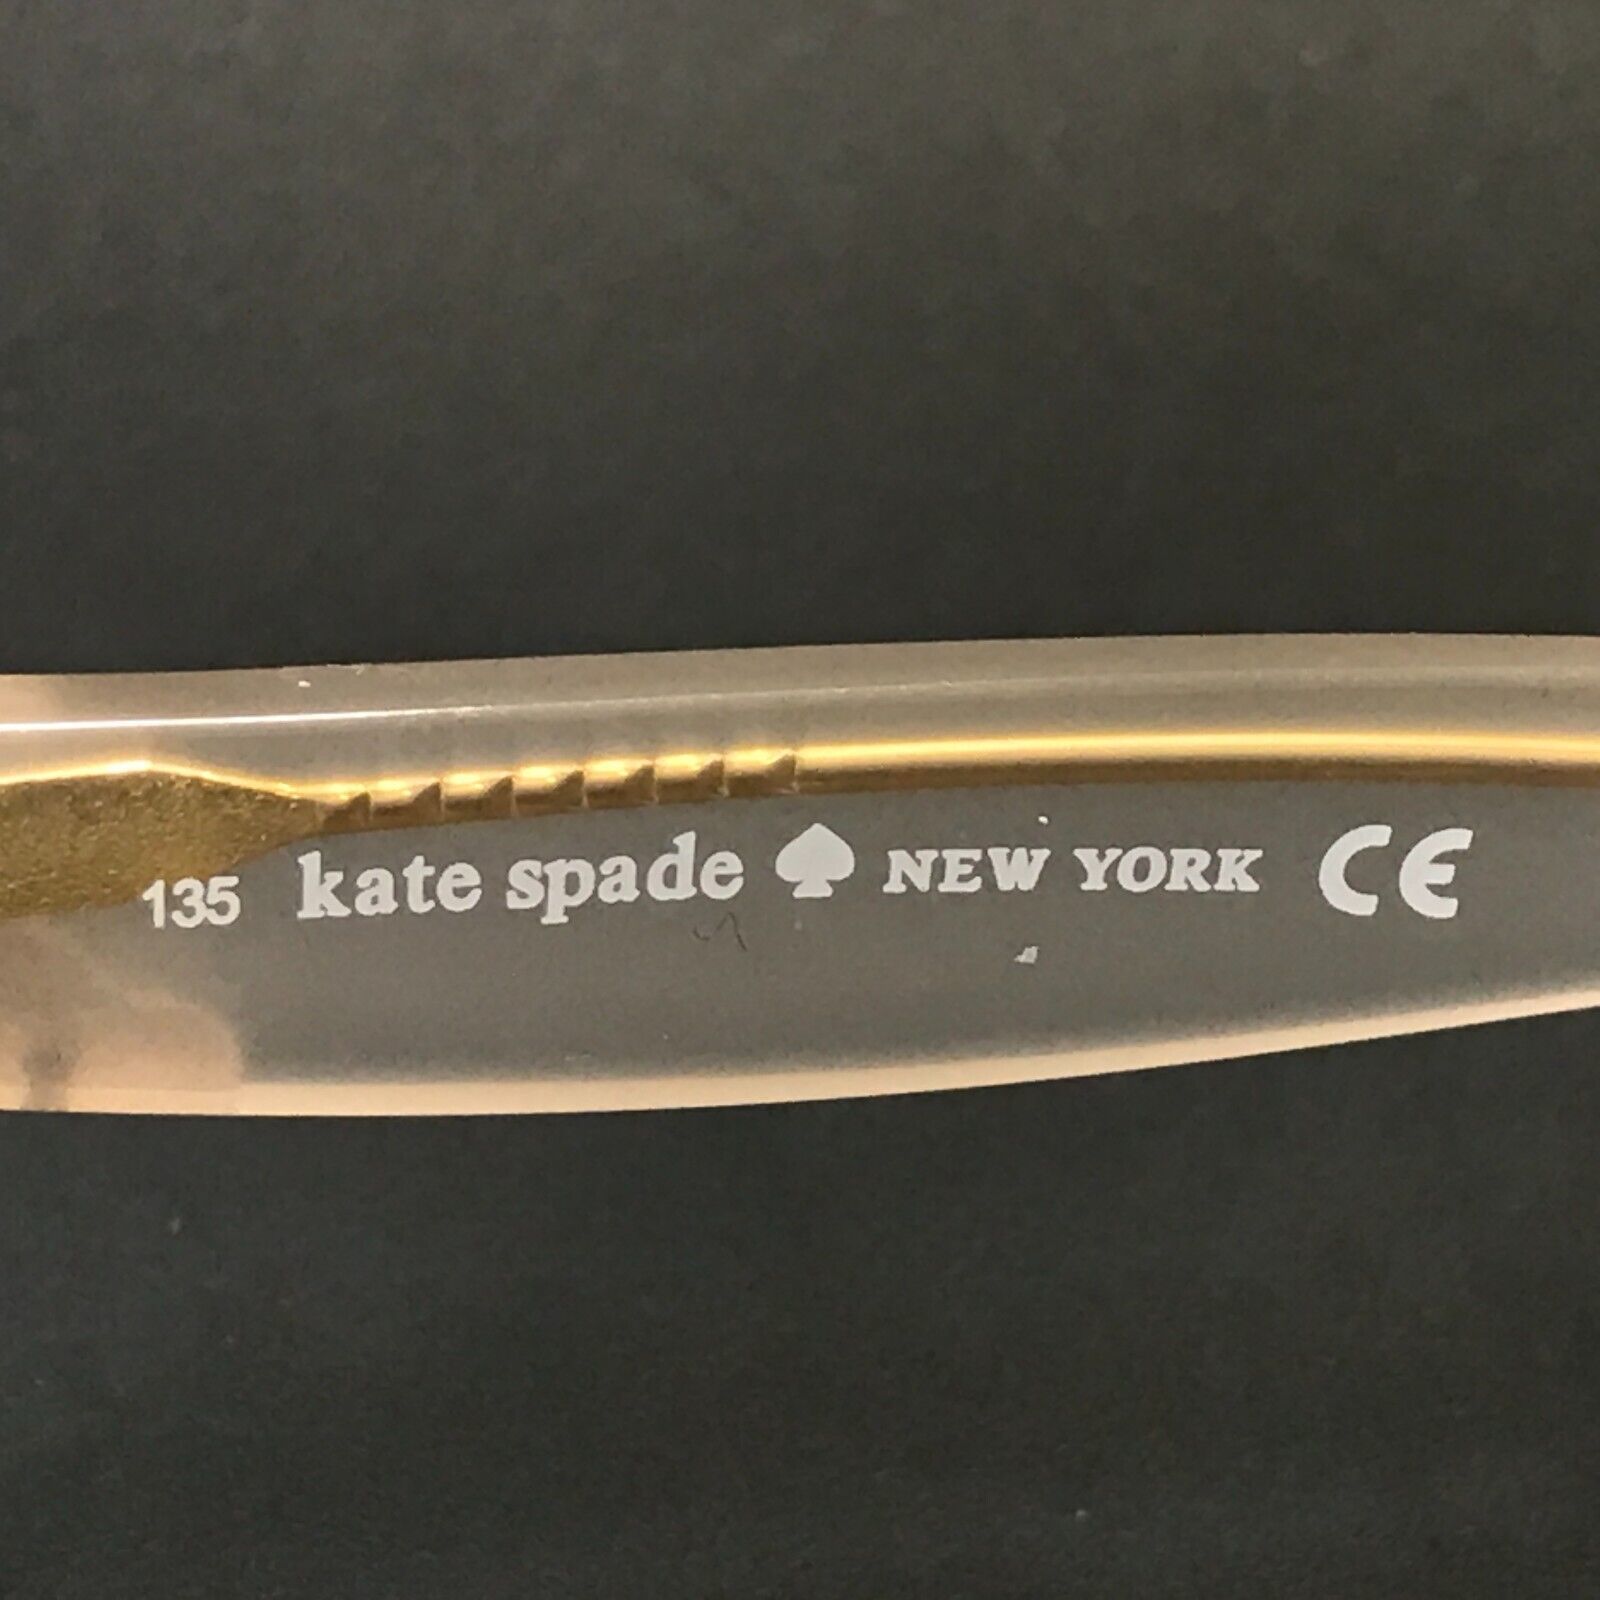 135 kate spade ♠ NEW YORK CE